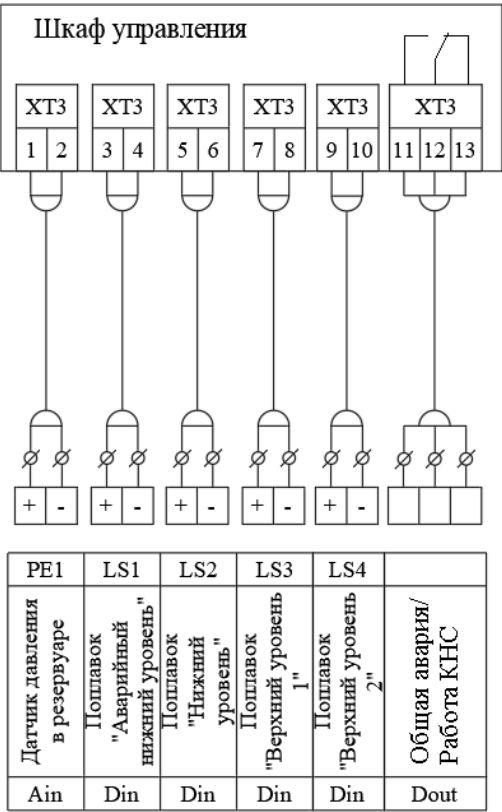 Шкаф управления
XT3 XT3 XT3 XT3 XT3 XT3
1 2 3 4 5 6 7 8 9 10 11 12 13
+ - + - + - + - + -
PE1 LS1 LS2 LS3 LS4
Датчик давления
в резервуаре
Поплавок
"Аварийный
нижний уровень"
Поплавок
"Нижний
уровень"
Поплавок
"Верхний уровень
1"
Поплавок
"Верхний уровень
2"
Общая авария/
Работа КНС
Ain Din Din Din Din Dout